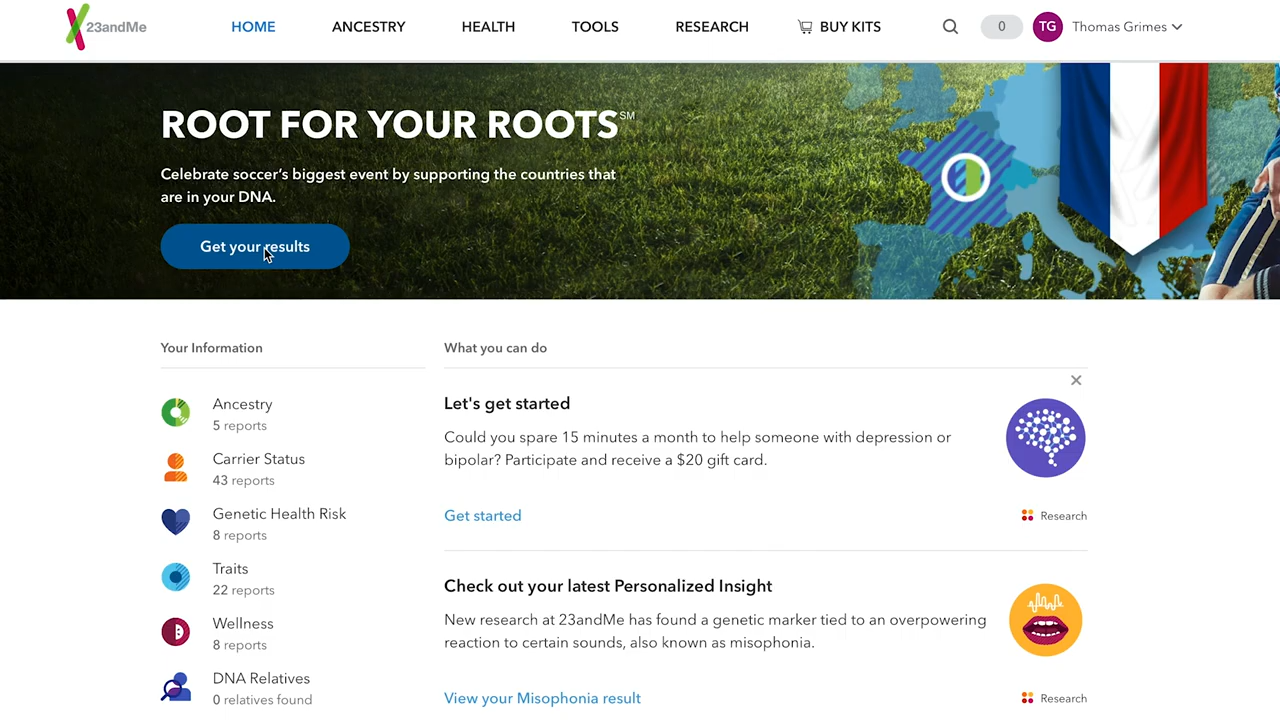 23andMe
HOME
ANCESTRY
HEALTH
TOOLS
RESEARCH
BUY KITS
0
TG
Thomas Grimes
ROOT FOR YOUR ROOTS℠
Celebrate soccer’s biggest event by supporting the countries that
are in your DNA.
Get your results
Your Information
Ancestry
5 reports
Carrier Status
43 reports
Genetic Health Risk
8 reports
Traits
22 reports
Wellness
8 reports
DNA Relatives
0 relatives found
What you can do
Let's get started
Could you spare 15 minutes a month to help someone with depression or
bipolar? Participate and receive a $20 gift card.
Get started
Research
Check out your latest Personalized Insight
New research at 23andMe has found a genetic marker tied to an overpowering
reaction to certain sounds, also known as misophonia.
View your Misophonia result
Research